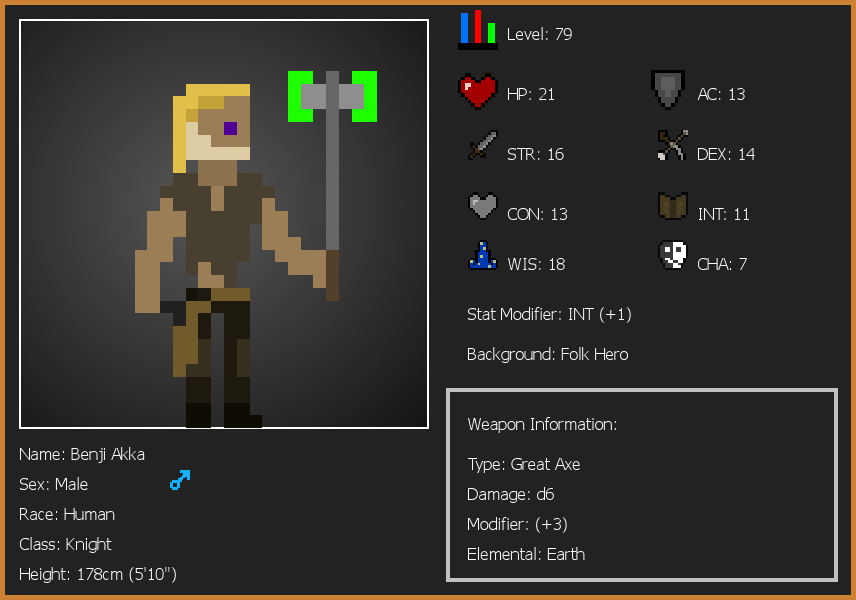 Level: 79
HP: 21
AC: 13
STR: 16
DEX: 14
CON: 13
INT: 11
WIS: 18
CHA: 7
Stat Modifier: INT (+1)
Background: Folk Hero
Weapon Information:
Type: Great Axe
Damage: d6
Modifier: (+3)
Elemental: Earth
Name: Benji Akka
Sex: Male
Race: Human
Class: Knight
Height: 178cm (5'10")